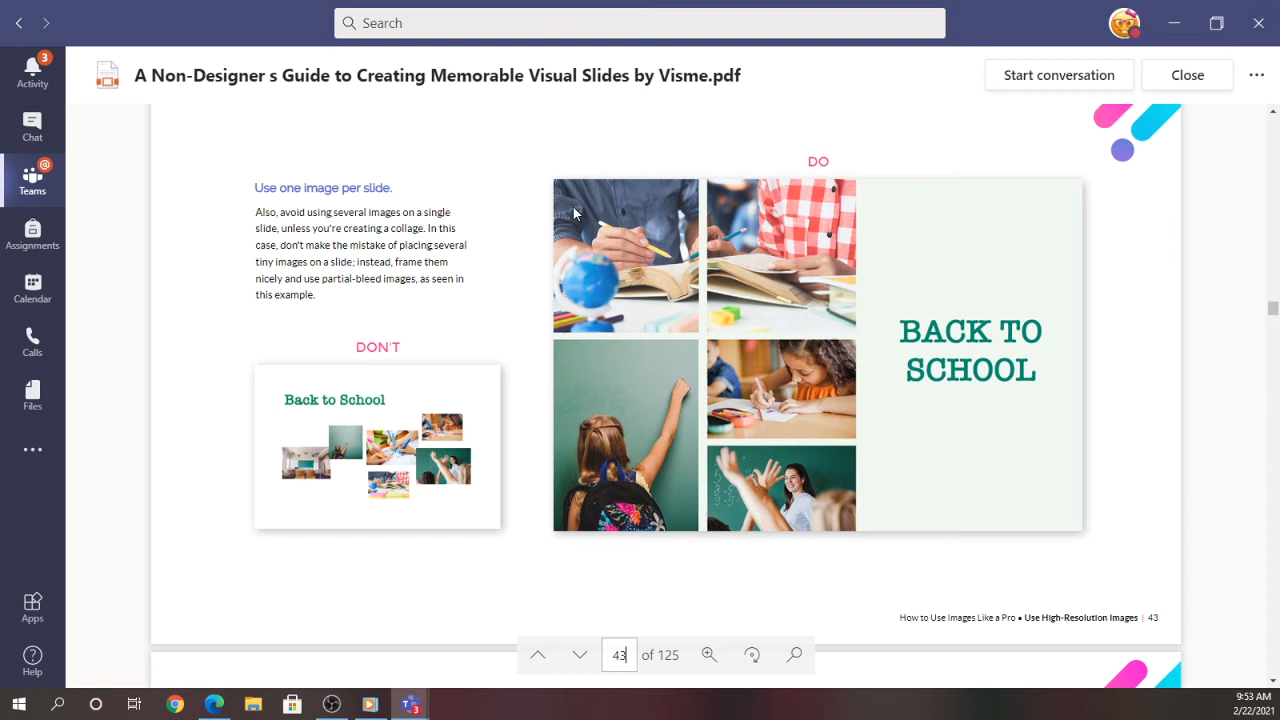 Search
A Non-Designer s Guide to Creating Memorable Visual Slides by Visme.pdf
Start conversation
Close
3
Activity
Chat
@
Teams
Assignments
Calendar
Calls
Files
Apps
Help
Use one image per slide.
Also, avoid using several images on a single
slide, unless you're creating a collage. In this
case, don't make the mistake of placing several
tiny images on a slide; instead, frame them
nicely and use partial-bleed images, as seen in
this example.
DON'T
Back to School
DO
BACK TO
SCHOOL
How to Use Images Like a Pro • Use High-Resolution Images | 43
43 of 125
3
9:53 AM
2/22/2021